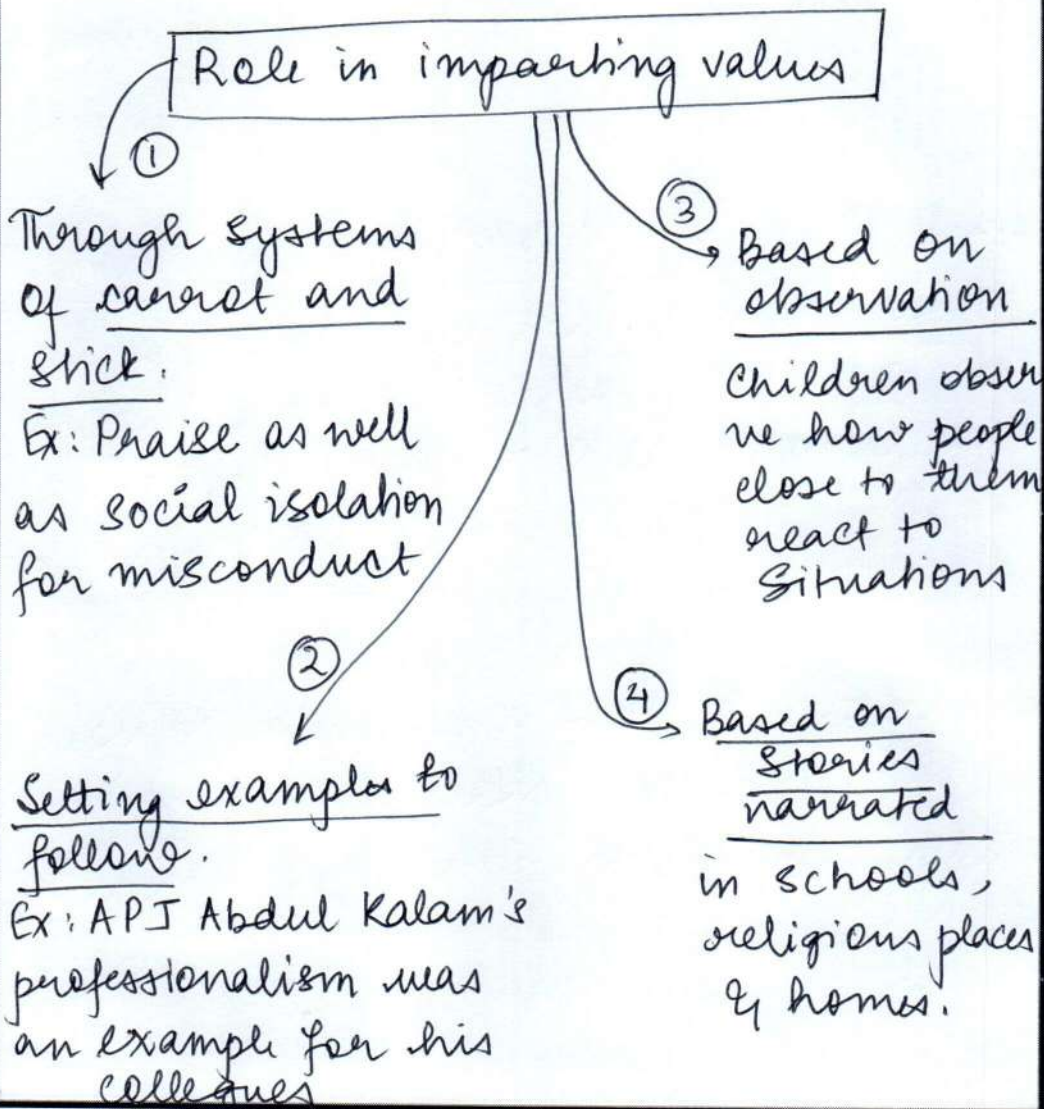 Role in imparting values
①
Through systems
of carrot and
stick.
Ex: Praise as well
as social isolation
for misconduct
②
Setting examples to
follow.
Ex: APJ Abdul Kalam's
professionalism was
an example for his
collegues
③
Based on
observation
Children obser
ve how people
close to them
react to
situations
④
Based on
stories
narrated
in schools,
religious places
& homes.